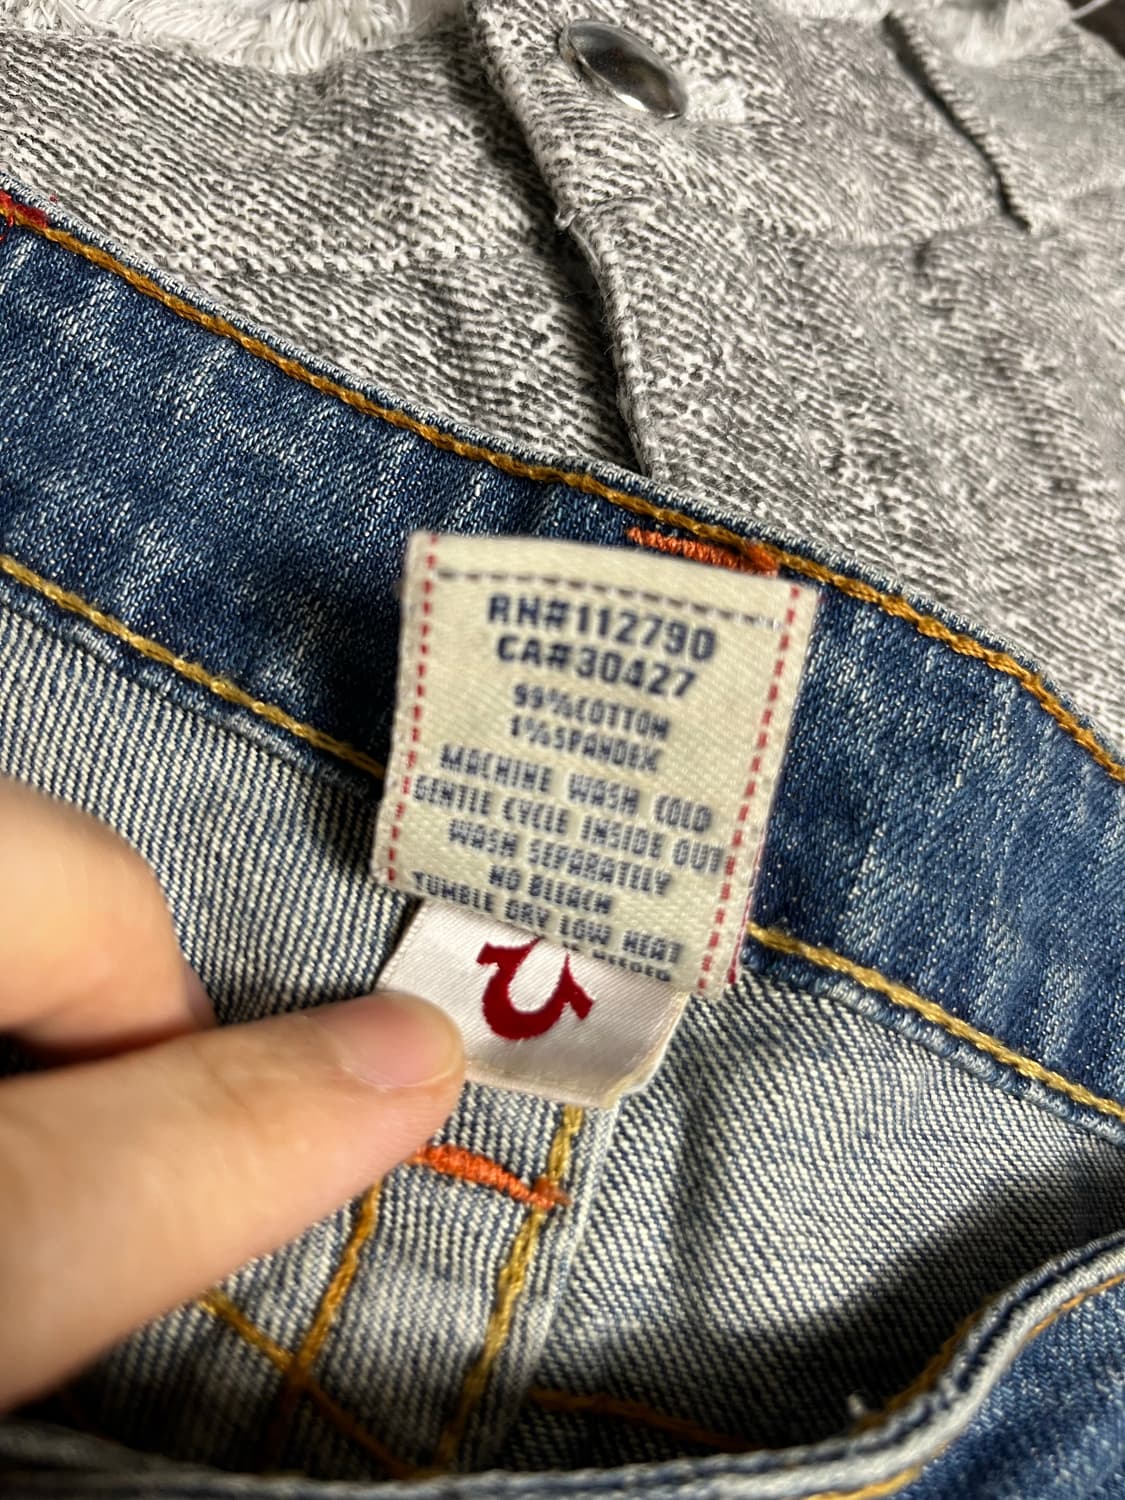 RN#112790
CA#30427
99%COTTON
1%SPANDEX
MACHINE WASH COLD
GENTLE CYCLE INSIDE OUT
WASH SEPARATELY
NO BLEACH
TUMBLE DRY LOW HEAT